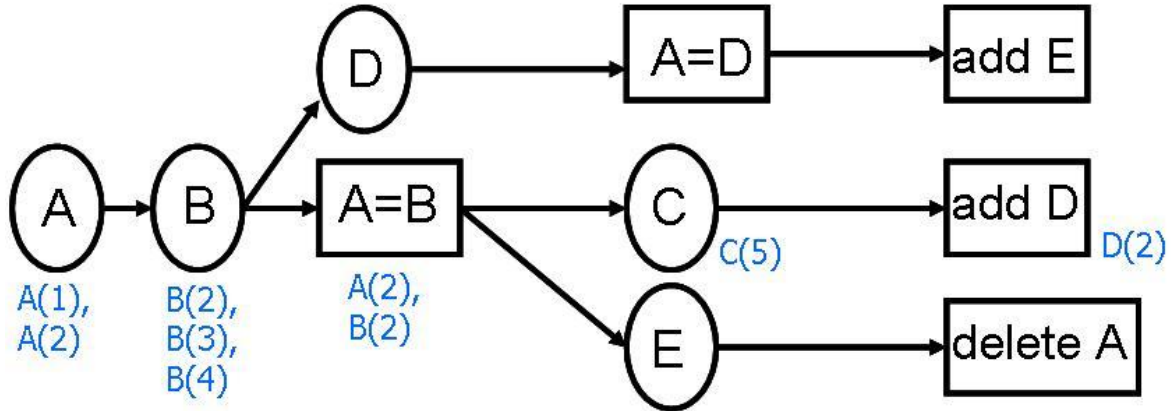 D
A=D
add E
A
B
A=B
C
add D
C(5)
D(2)
A(1),
A(2)
B(2),
B(3),
B(4)
A(2),
B(2)
E
delete A